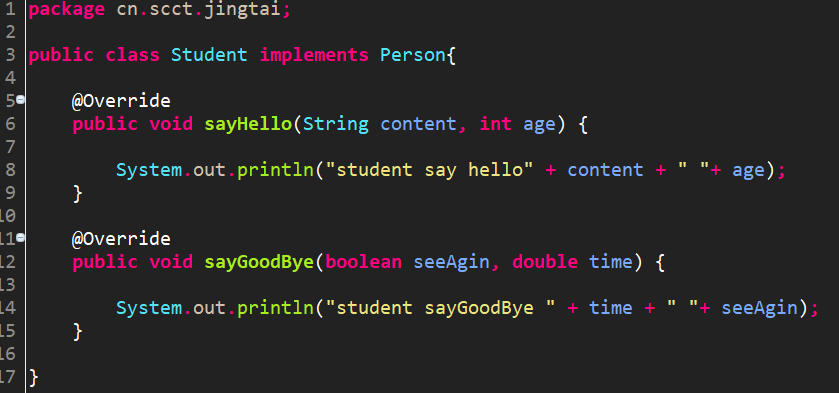 1 package cn.scct.jingtai;
2
3 public class Student implements Person{
4
5     @Override
6     public void sayHello(String content, int age) {
7
8         System.out.println("student say hello" + content + " "+ age);
9     }
10
11     @Override
12     public void sayGoodBye(boolean seeAgin, double time) {
13
14         System.out.println("student sayGoodBye " + time + " "+ seeAgin);
15     }
16
17 }